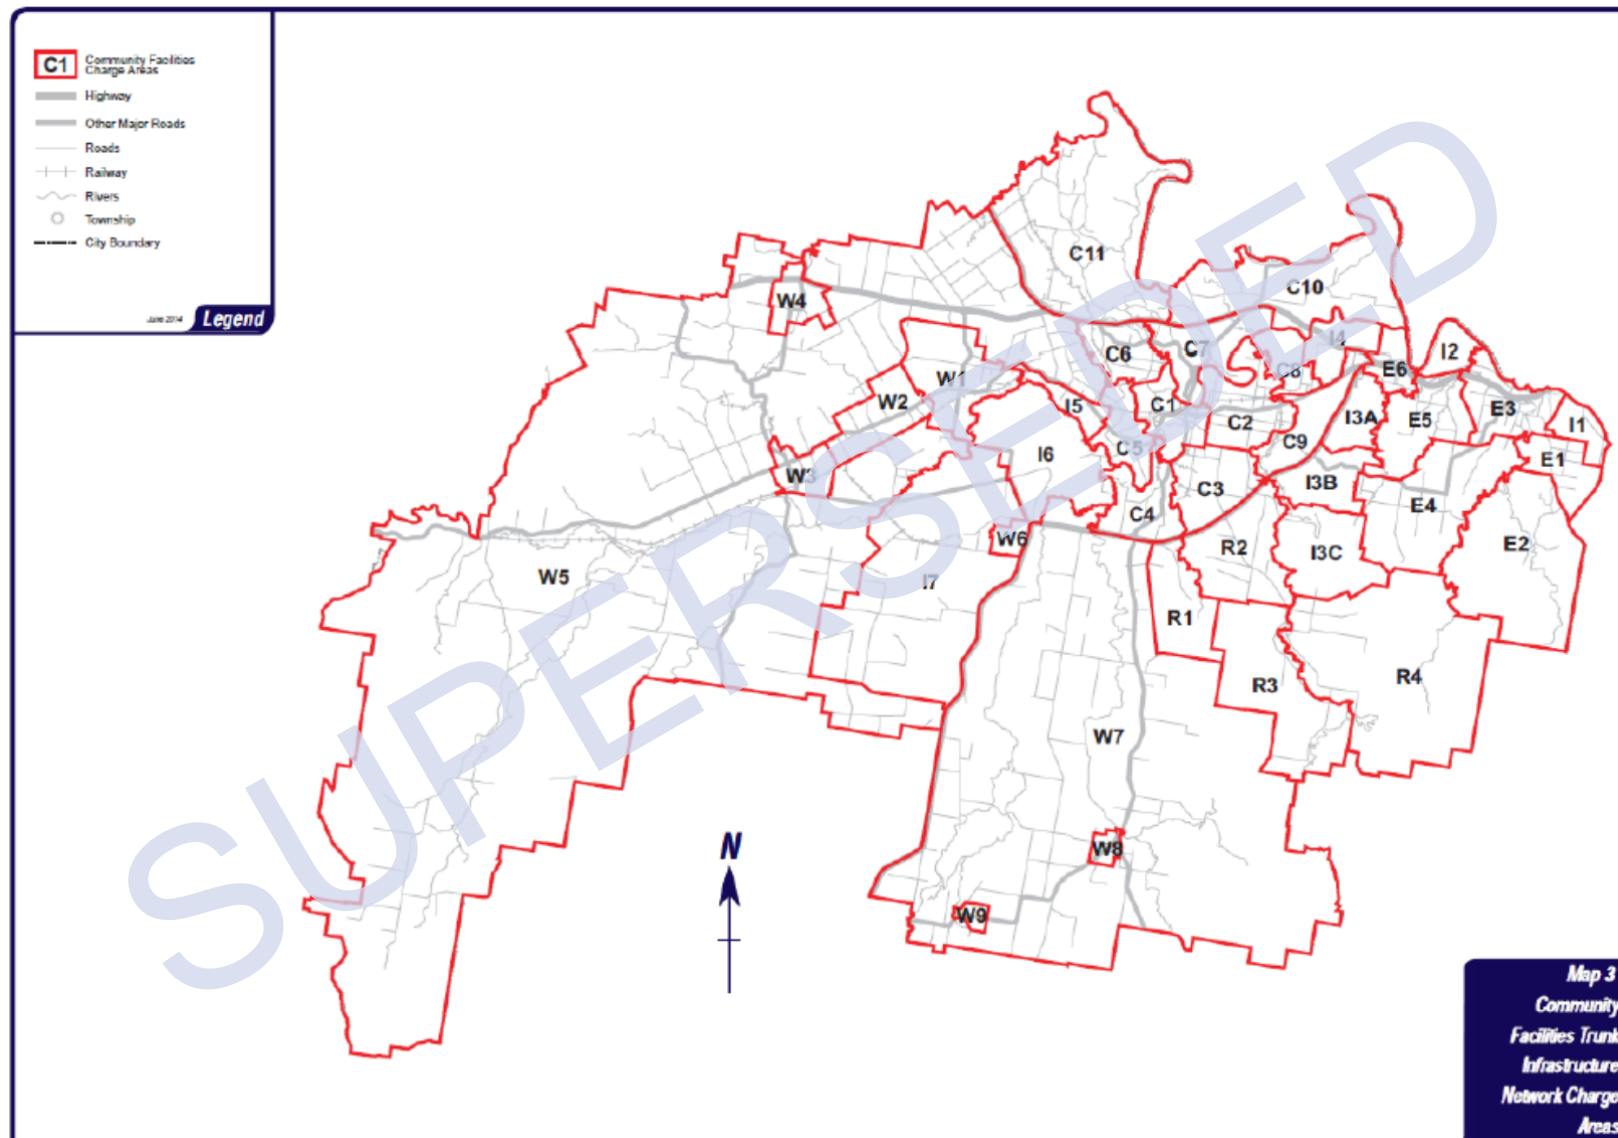 C1
Community Facilities
Charge Areas
Highway
Other Major Roads
Roads
Railway
Rivers
Township
City Boundary
June 2014
Legend
SUPERSEDED
C11
C10
W4
I4
I2
C6
C7
C8
E6
W1
W2
I5
C1
C2
I3A
E5
E3
I1
C9
C5
I6
E1
W3
C3
I3B
E4
C4
W6
R2
I3C
E2
W5
I7
R1
R3
R4
W7
W8
W9
N
Map 3
Community
Facilities Trunk
Infrastructure
Network Charge
Areas